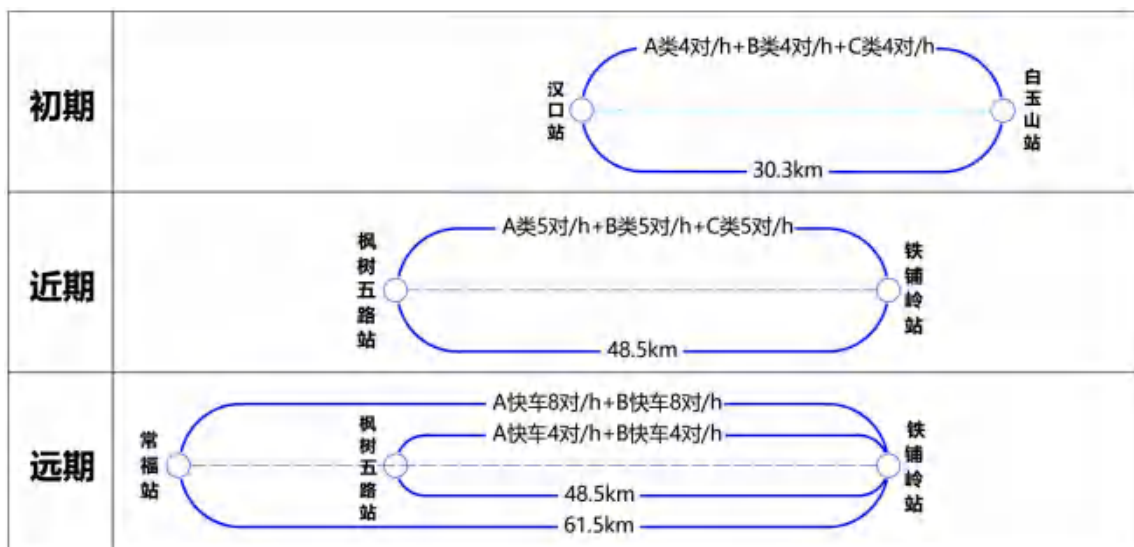 初期
A类4对/h+B类4对/h+C类4对/h
汉口站
白玉山站
30.3km
近期
A类5对/h+B类5对/h+C类5对/h
枫树五路站
铁铺岭站
48.5km
远期
A快车8对/h+B快车8对/h
A快车4对/h+B快车4对/h
常福站
枫树五路站
铁铺岭站
48.5km
61.5km